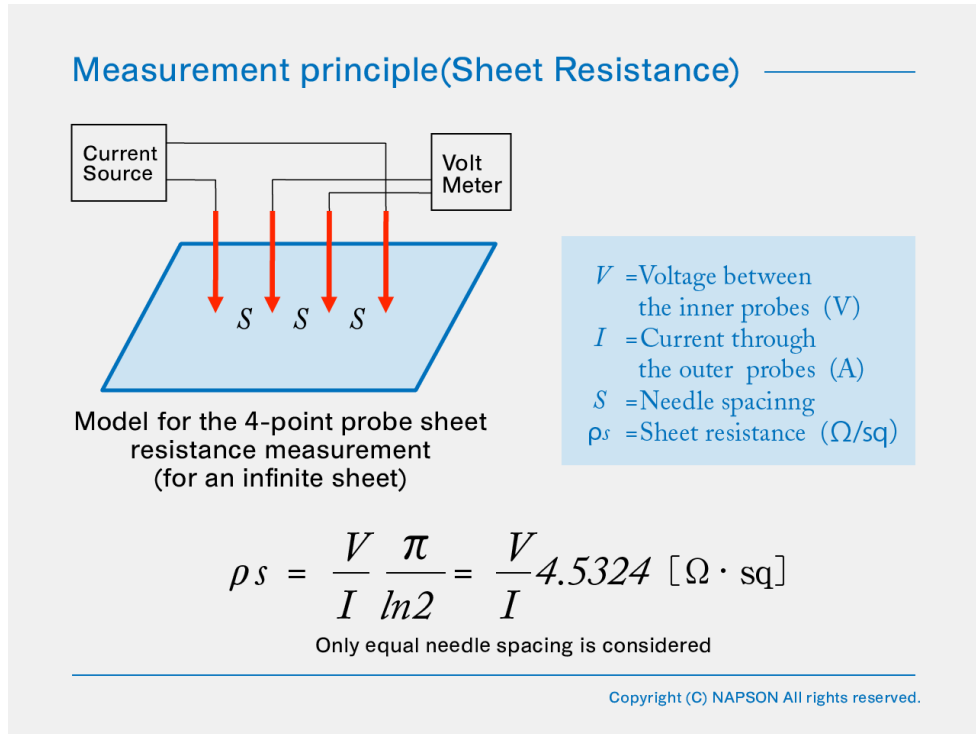 Measurement principle(Sheet Resistance)
Current
Source
Volt
Meter
S S S
Model for the 4-point probe sheet
resistance measurement
(for an infinite sheet)
V =Voltage between
the inner probes (V)
I =Current through
the outer probes (A)
S =Needle spacinng
ρs =Sheet resistance (Ω/sq)
ρs = V/I π/ln2 = V/I 4.5324 [Ω・sq]
Only equal needle spacing is considered
Copyright (C) NAPSON All rights reserved.